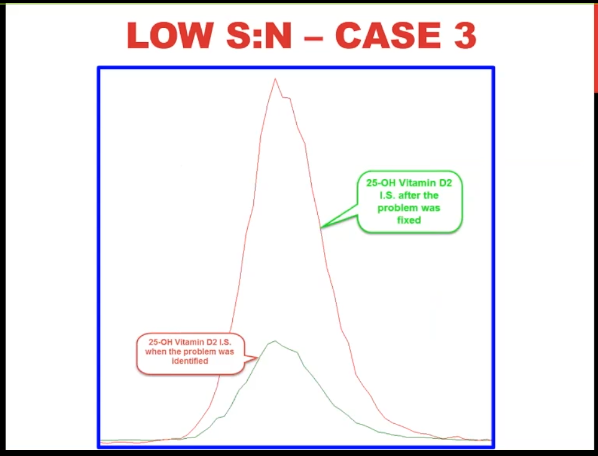 LOW S:N – CASE 3
25-OH Vitamin D2
I.S. after the
problem was
fixed
25-OH Vitamin D2 I.S.
when the problem was
identified